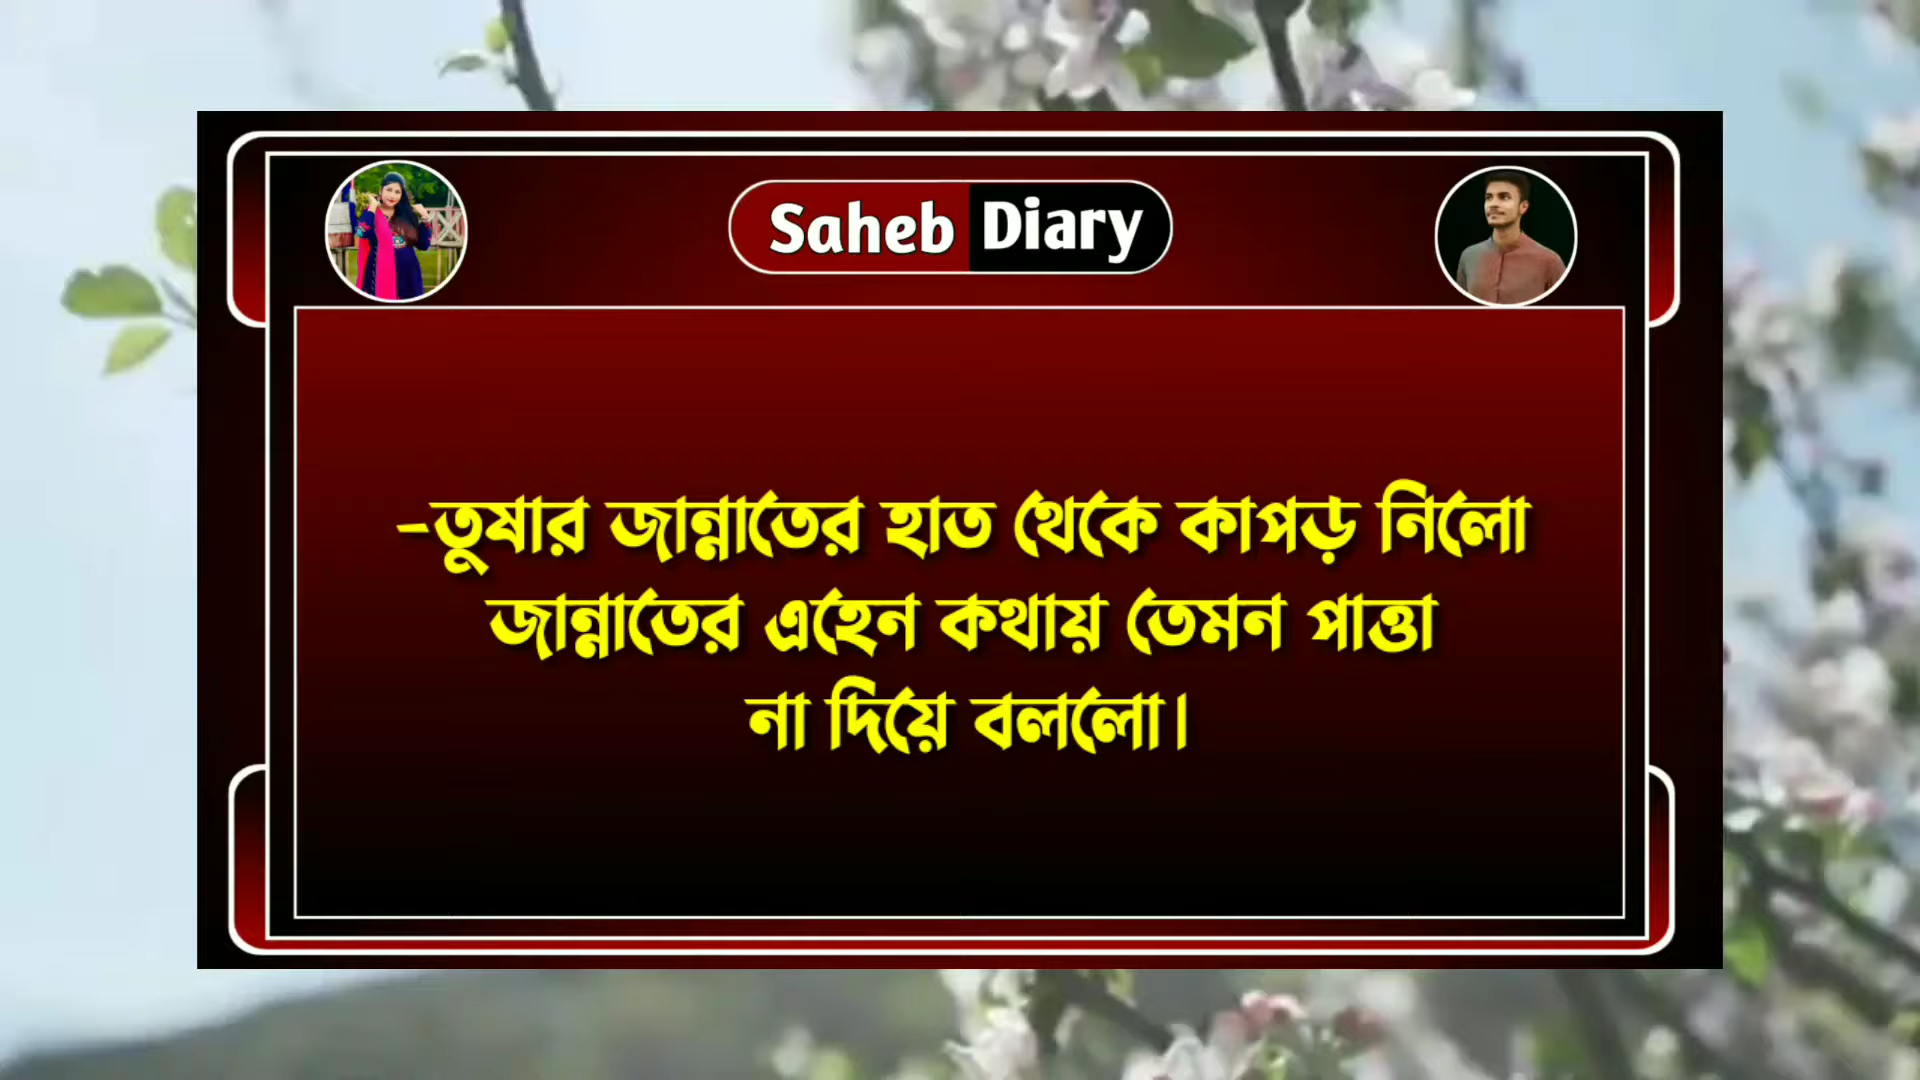 Saheb Diary
-তুষার জান্নাতের হাত থেকে কাপড় নিলো
জান্নাতের এহেন কথায় তেমন পাত্তা
না দিয়ে বললো।